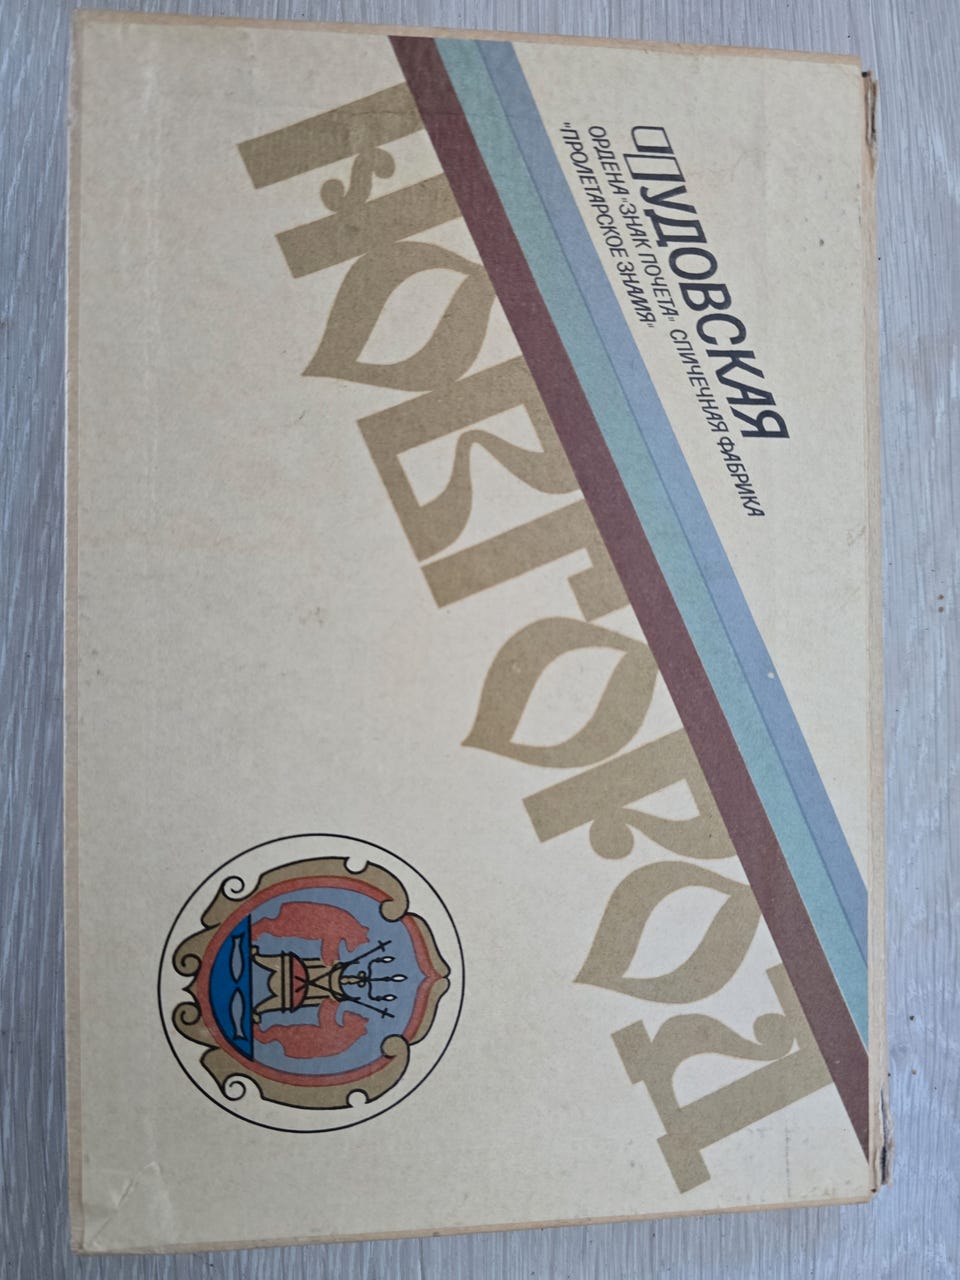 ЧУДОВСКАЯ
ОРДЕНА "ЗНАК ПОЧЕТА" СПИЧЕЧНАЯ ФАБРИКА
"ПРОЛЕТАРСКОЕ ЗНАМЯ"
НОВГОРОД